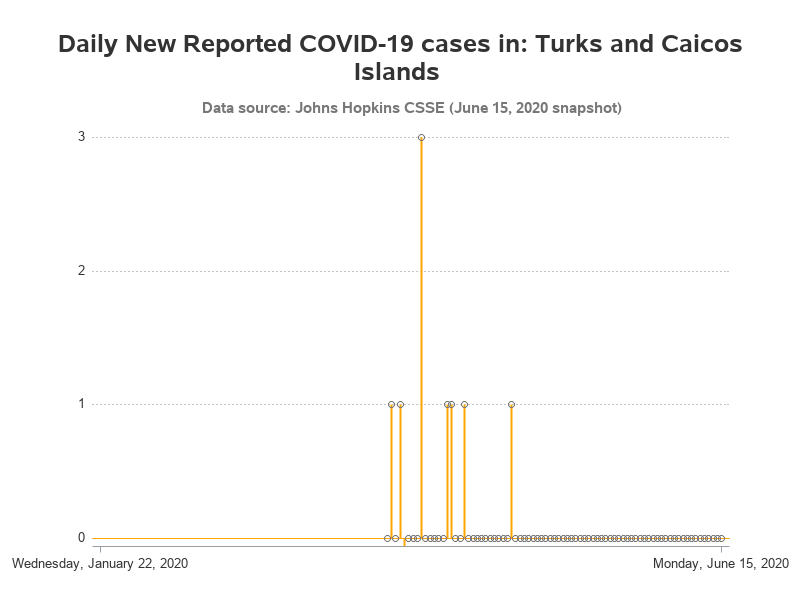 Daily New Reported COVID-19 cases in: Turks and Caicos
Islands
Data source: Johns Hopkins CSSE (June 15, 2020 snapshot)
3
2
1
0
Wednesday, January 22, 2020
Monday, June 15, 2020